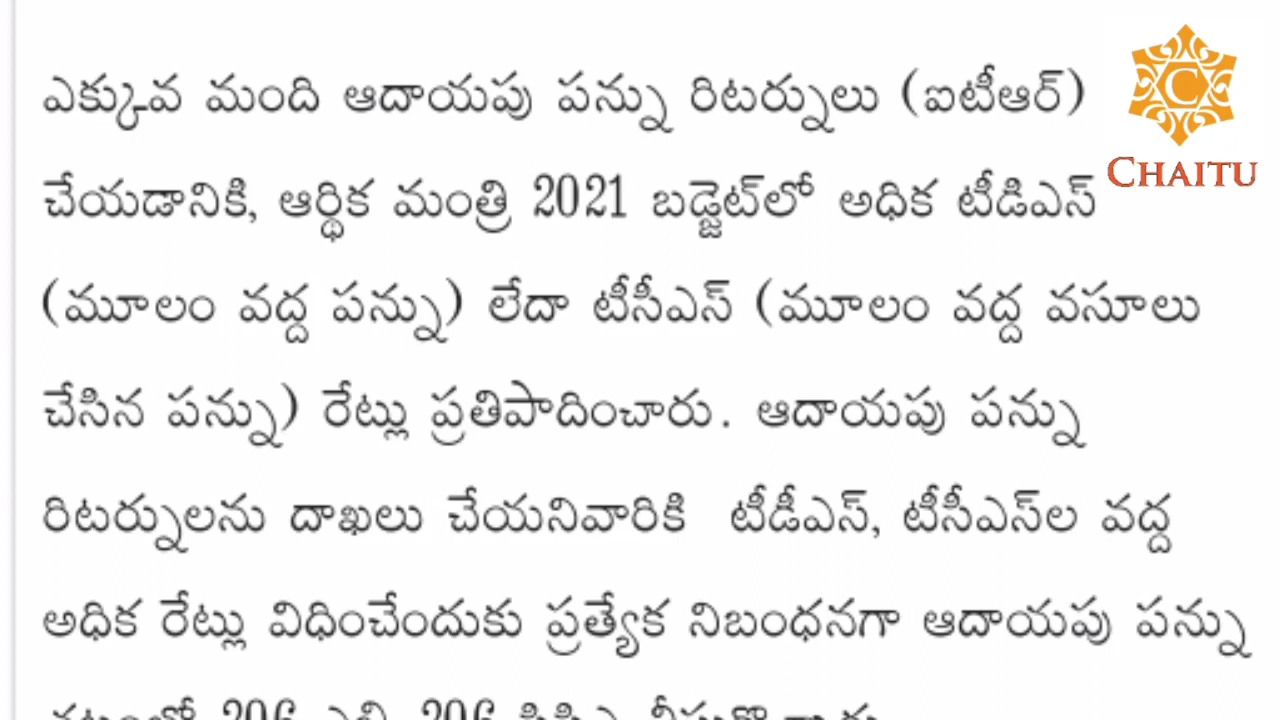 ఎక్కువ మంది ఆదాయపు పన్ను రిటర్నులు (ఐటీఆర్)
C
CHAITU
చేయడానికి, ఆర్థిక మంత్రి 2021 బడ్జెట్‌లో అధిక టీడిఎస్
(మూలం వద్ద పన్ను) లేదా టీసీఎస్ (మూలం వద్ద వసూలు
చేసిన పన్ను) రేట్లు ప్రతిపాదించారు. ఆదాయపు పన్ను
రిటర్నులను దాఖలు చేయనివారికి టీడీఎస్, టీసీఎస్‌ల వద్ద
అధిక రేట్లు విధించేందుకు ప్రత్యేక నిబంధనగా ఆదాయపు పన్ను